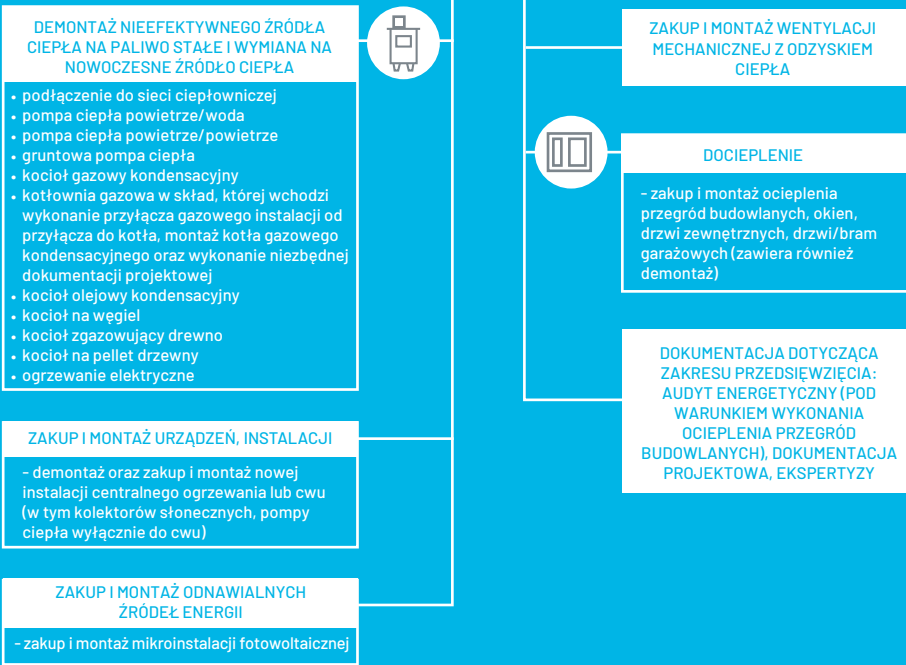 DEMONTAŻ NIEEFEKTYWNEGO ŹRÓDŁA
CIEPŁA NA PALIWO STAŁE I WYMIANA NA
NOWOCZESNE ŹRÓDŁO CIEPŁA
• podłączenie do sieci ciepłowniczej
• pompa ciepła powietrze/woda
• pompa ciepła powietrze/powietrze
• gruntowa pompa ciepła
• kocioł gazowy kondensacyjny
• kotłownia gazowa w skład, której wchodzi
wykonanie przyłącza gazowego instalacji od
przyłącza do kotła, montaż kotła gazowego
kondensacyjnego oraz wykonanie niezbędnej
dokumentacji projektowej
• kocioł olejowy kondensacyjny
• kocioł na węgiel
• kocioł zgazowujący drewno
• kocioł na pellet drzewny
• ogrzewanie elektryczne
ZAKUP I MONTAŻ URZĄDZEŃ, INSTALACJI
- demontaż oraz zakup i montaż nowej
instalacji centralnego ogrzewania lub cwu
(w tym kolektorów słonecznych, pompy
ciepła wyłącznie do cwu)
ZAKUP I MONTAŻ ODNAWIALNYCH
ŹRÓDEŁ ENERGII
- zakup i montaż mikroinstalacji fotowoltaicznej
ZAKUP I MONTAŻ WENTYLACJI
MECHANICZNEJ Z ODZYSKIEM
CIEPŁA
DOCIEPLENIE
- zakup i montaż ocieplenia
przegród budowlanych, okien,
drzwi zewnętrznych, drzwi/bram
garażowych (zawiera również
demontaż)
DOKUMENTACJA DOTYCZĄCA
ZAKRESU PRZEDSIĘWZIĘCIA:
AUDYT ENERGETYCZNY (POD
WARUNKIEM WYKONANIA
OCIEPLENIA PRZEGRÓD
BUDOWLANYCH), DOKUMENTACJA
PROJEKTOWA, EKSPERTYZY